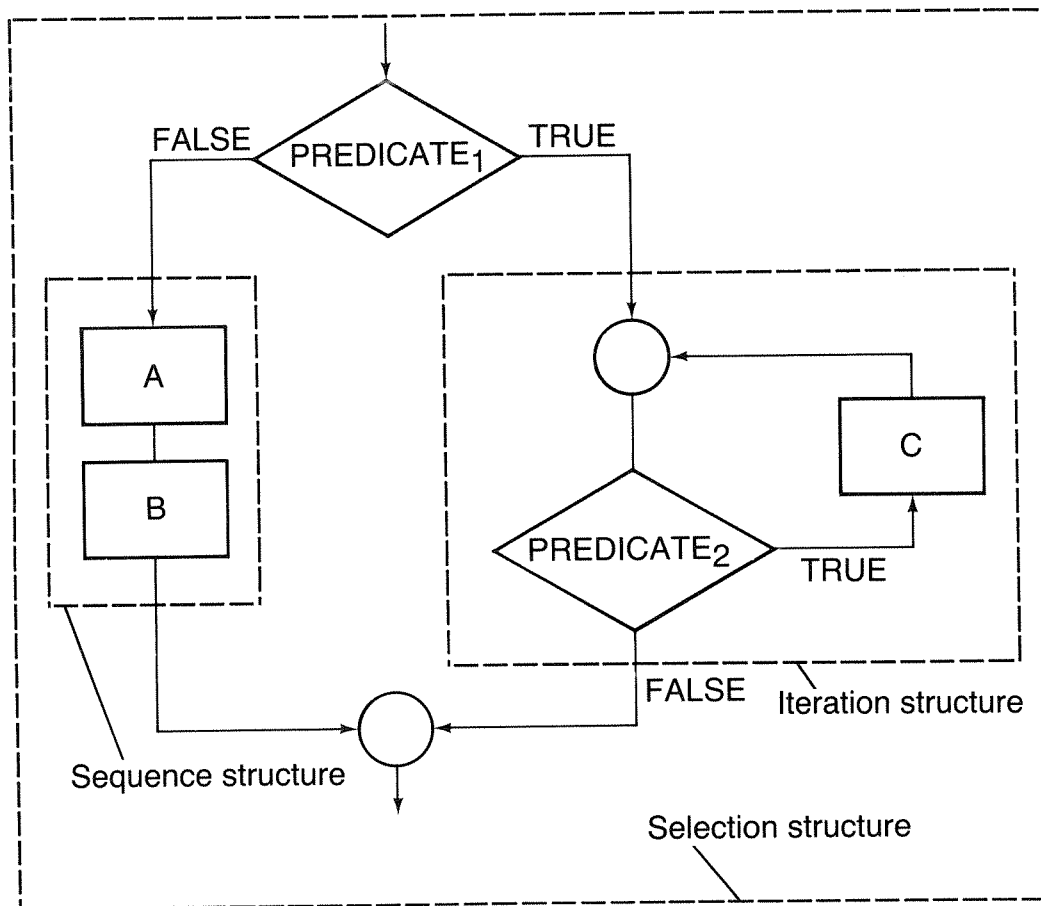 FALSE
PREDICATE1
TRUE
A
B
C
PREDICATE2
TRUE
FALSE
Iteration structure
Sequence structure
Selection structure